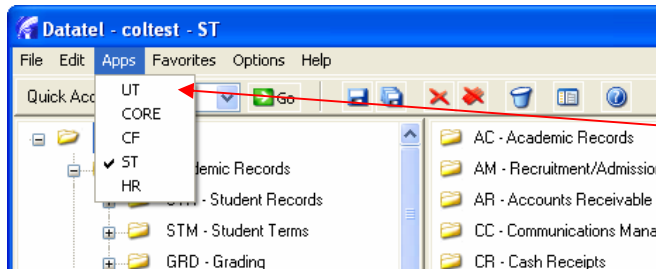 Datatel - coltest - ST
File Edit Apps Favorites Options Help
Quick Acc
Go
UT
CORE
CF
ST
HR
demic Records
- Student Records
STM - Student Terms
GRD - Grading
AC - Academic Records
AM - Recruitment/Admission
AR - Accounts Receivable
CC - Communications Mana
CR - Cash Receipts